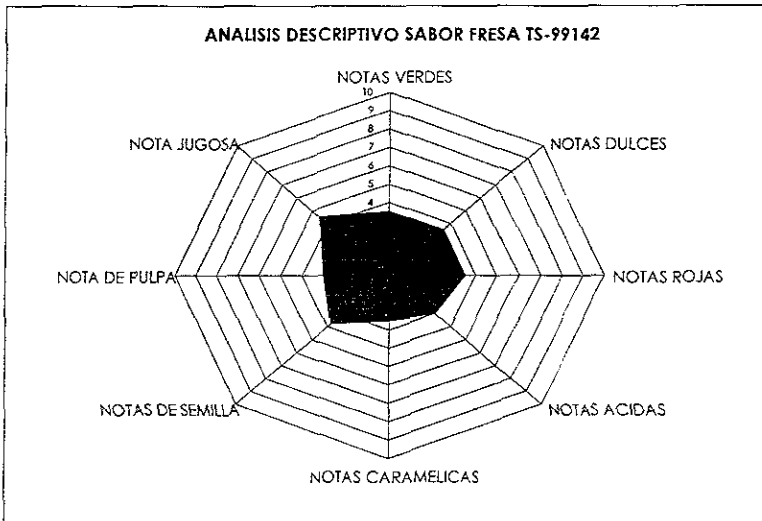 ANALISIS DESCRIPTIVO SABOR FRESA TS-99142
NOTAS VERDES
10
9
8
7
6
5
4
NOTA JUGOSA
NOTAS DULCES
NOTA DE PULPA
NOTAS ROJAS
NOTAS DE SEMILLA
NOTAS ACIDAS
NOTAS CARAMELICAS